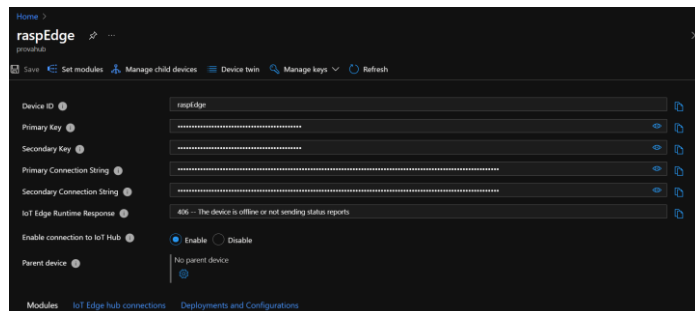 Home >
raspEdge ...
provahub
Save Set modules Manage child devices Device twin Manage keys Refresh
Device ID raspEdge
Primary Key ••••••••••••••••••••••••••••••••••••••••••••
Secondary Key ••••••••••••••••••••••••••••••••••••••••••••
Primary Connection String ••••••••••••••••••••••••••••••••••••••••••••••••••••••••••••••••••••••••••••••••••••••••••••••••••••••••••••••••
Secondary Connection String ••••••••••••••••••••••••••••••••••••••••••••••••••••••••••••••••••••••••••••••••••••••••••••••••••••••••••••••••
IoT Edge Runtime Response 406 -- The device is offline or not sending status reports
Enable connection to IoT Hub Enable Disable
Parent device No parent device
Modules IoT Edge hub connections Deployments and Configurations